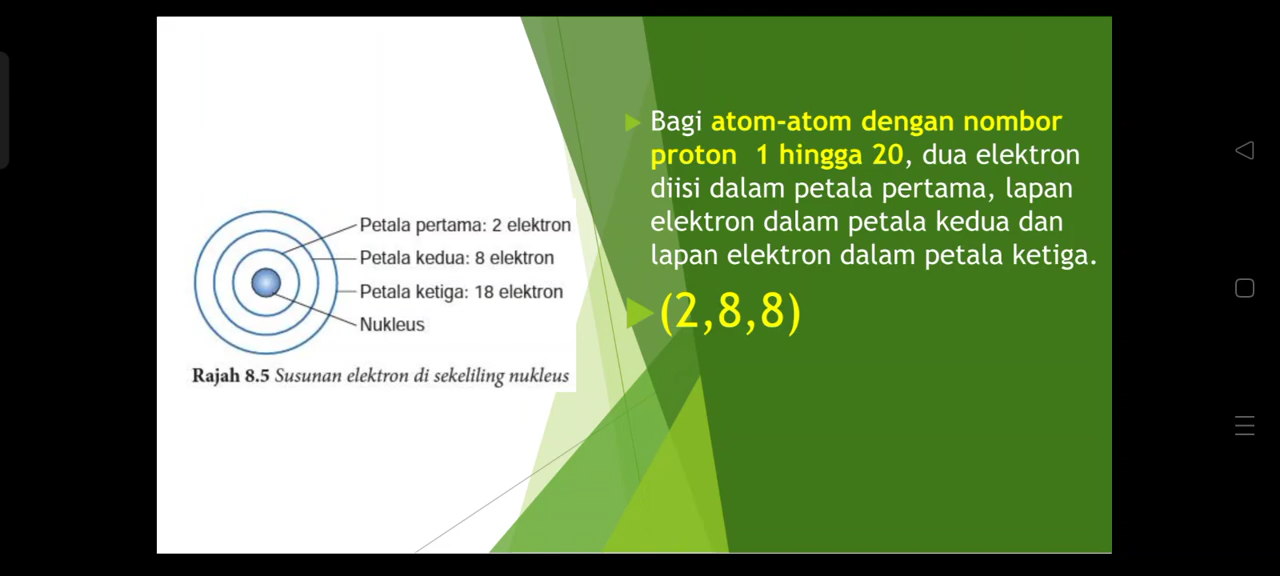 Petala pertama: 2 elektron
Petala kedua: 8 elektron
Petala ketiga: 18 elektron
Nukleus
Rajah 8.5 Susunan elektron di sekeliling nukleus
Bagi atom-atom dengan nombor
proton 1 hingga 20, dua elektron
diisi dalam petala pertama, lapan
elektron dalam petala kedua dan
lapan elektron dalam petala ketiga.
(2,8,8)